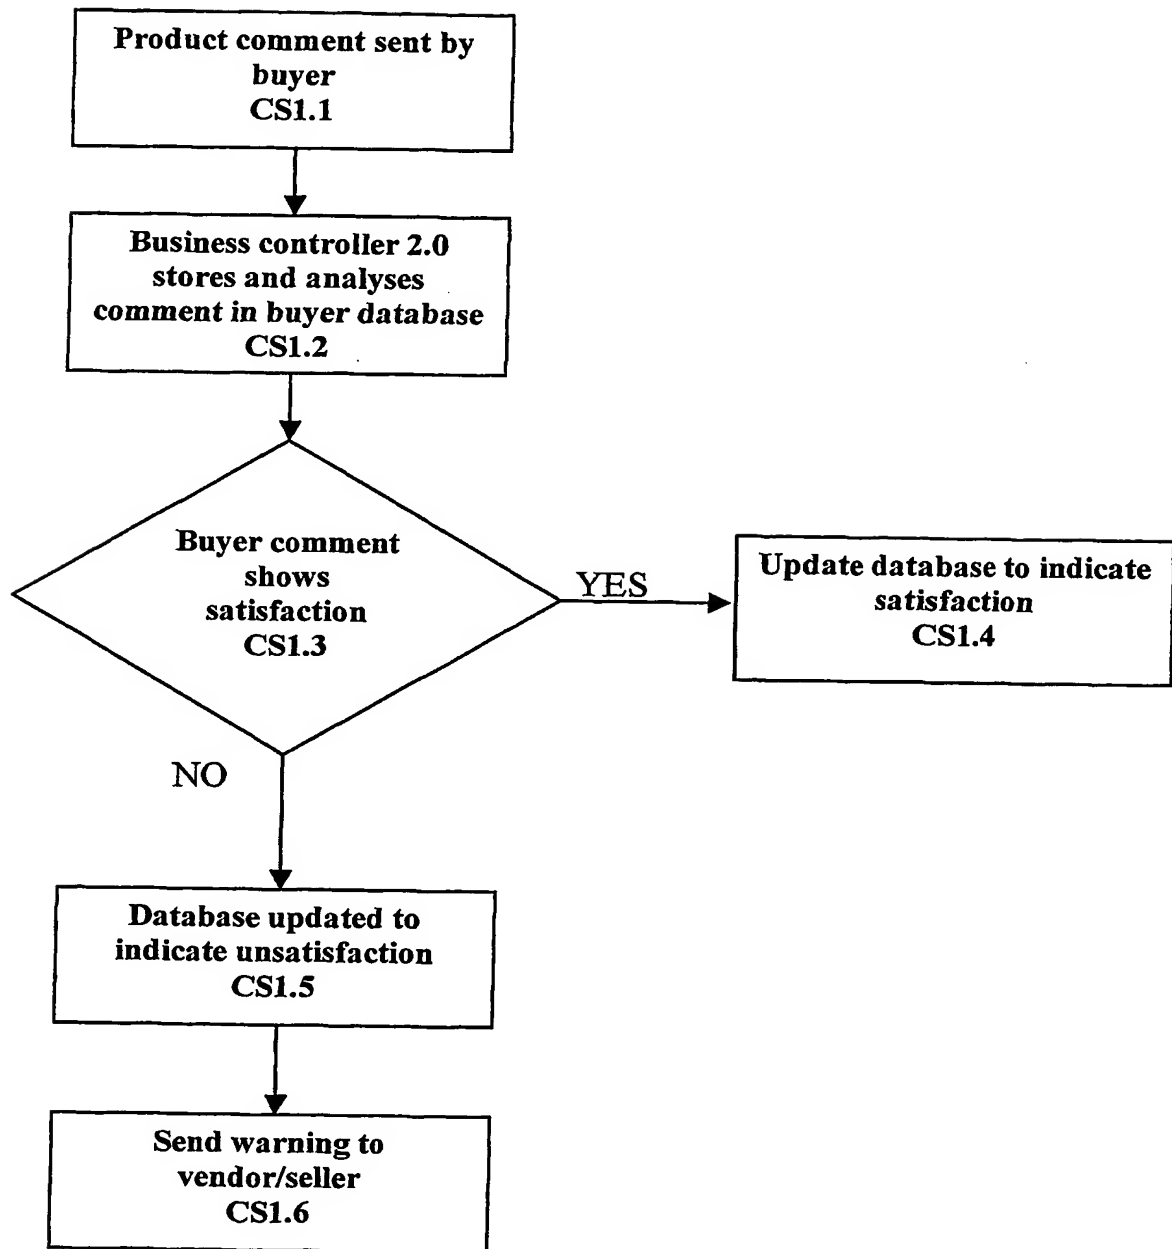 Product comment sent by
buyer
CS1.1
Business controller 2.0
stores and analyses
comment in buyer database
CS1.2
Buyer comment
shows
satisfaction
CS1.3
YES
Update database to indicate
satisfaction
CS1.4
NO
Database updated to
indicate unsatisfaction
CS1.5
Send warning to
vendor/seller
CS1.6